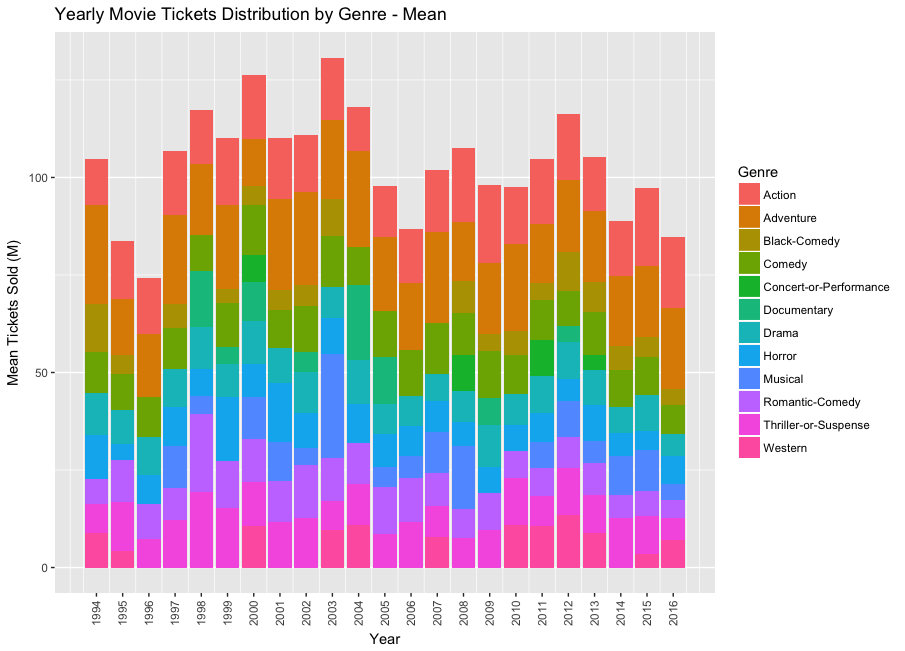 Yearly Movie Tickets Distribution by Genre - Mean
Mean Tickets Sold (M)
100
50
0
1994
1995
1996
1997
1998
1999
2000
2001
2002
2003
2004
2005
2006
2007
2008
2009
2010
2011
2012
2013
2014
2015
2016
Year
Genre
Action
Adventure
Black-Comedy
Comedy
Concert-or-Performance
Documentary
Drama
Horror
Musical
Romantic-Comedy
Thriller-or-Suspense
Western